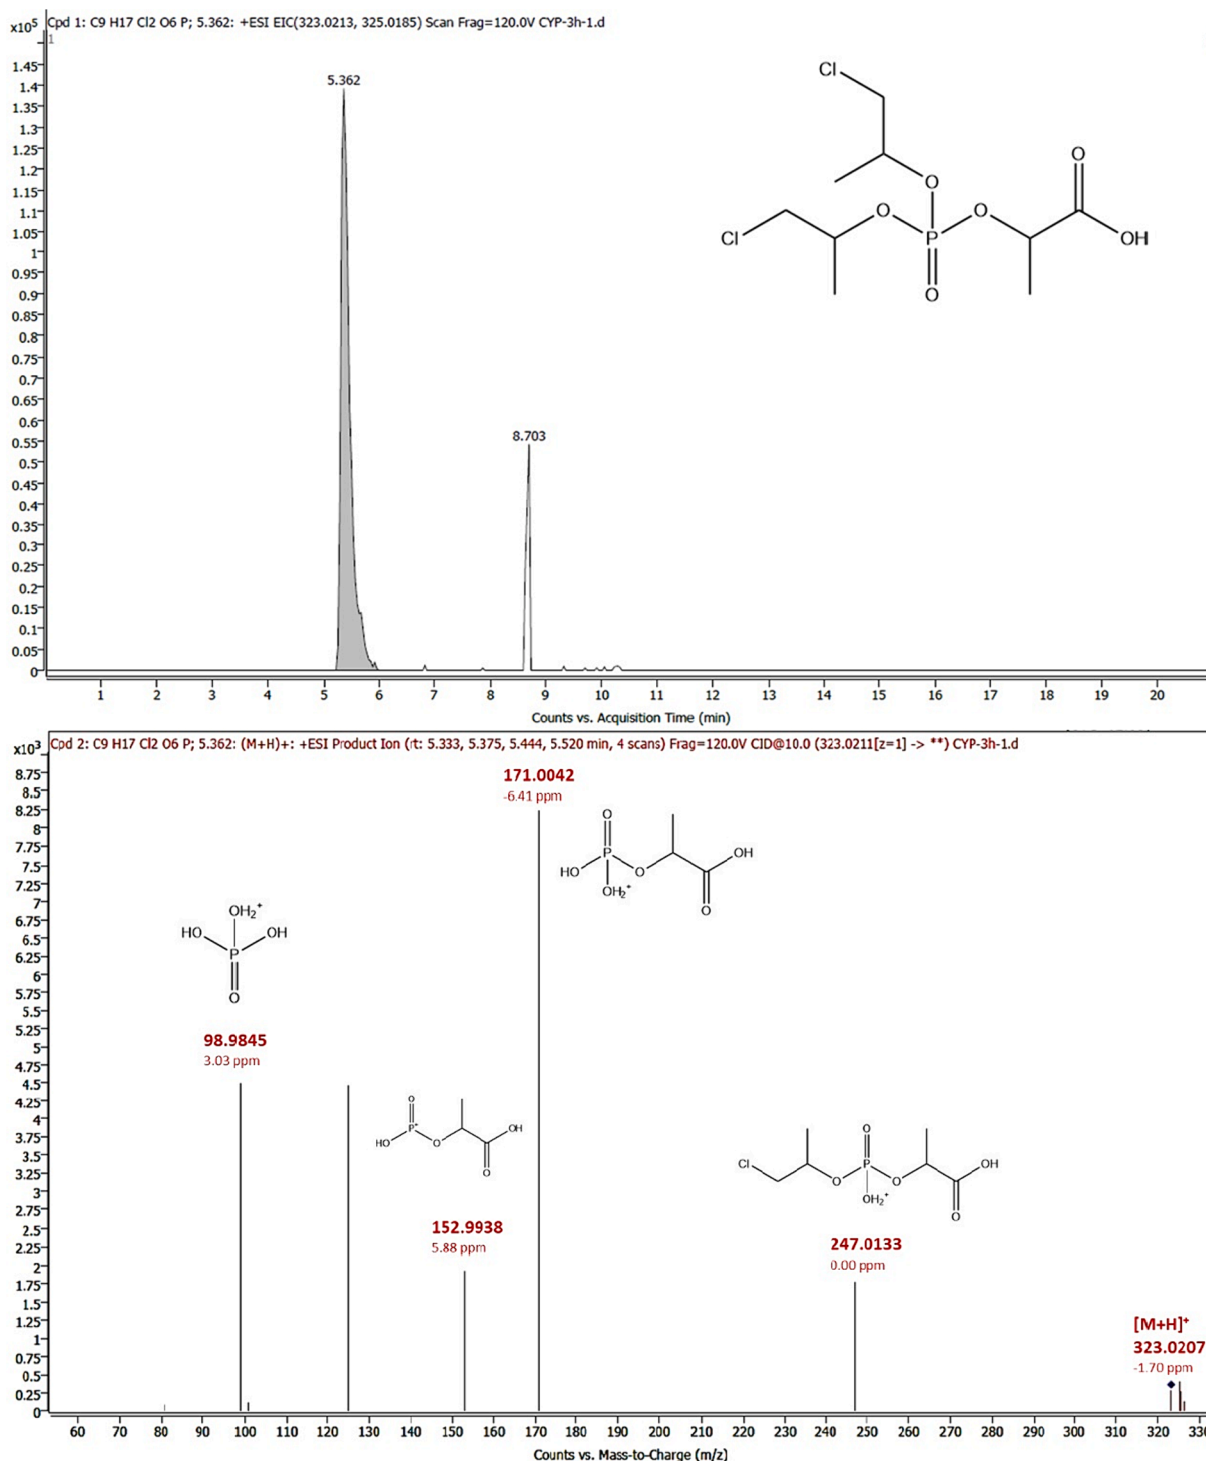 Cpd 1: C9 H17 Cl2 O6 P; 5.362: +ESI EIC(323.0213, 325.0185) Scan Frag=120.0V CYP-3h-1.d
x10⁵
1
1.45
1.4
1.35
1.3
1.25
1.2
1.15
1.1
1.05
1
0.95
0.9
0.85
0.8
0.75
0.7
0.65
0.6
0.55
0.5
0.45
0.4
0.35
0.3
0.25
0.2
0.15
0.1
0.05
0
5.362
8.703
Cl
O
O
O
Cl
O
P
OH
O
1 2 3 4 5 6 7 8 9 10 11 12 13 14 15 16 17 18 19 20
Counts vs. Acquisition Time (min)
Cpd 2: C9 H17 Cl2 O6 P; 5.362: (M+H)+: +ESI Product Ion (rt: 5.333, 5.375, 5.444, 5.520 min, 4 scans) Frag=120.0V CID@10.0 (323.0211[z=1] -> **) CYP-3h-1.d
x10³
8.75
8.5
8.25
8
7.75
7.5
7.25
7
6.75
6.5
6.25
6
5.75
5.5
5.25
5
4.75
4.5
4.25
4
3.75
3.5
3.25
3
2.75
2.5
2.25
2
1.75
1.5
1.25
1
0.75
0.5
0.25
0
171.0042
-6.41 ppm
O
HO
P
O
OH
OH₂⁺
O
OH₂⁺
HO
OH
P
O
98.9845
3.03 ppm
O
HO
P⁺
O
OH
O
152.9938
5.88 ppm
O
Cl
O
P
O
OH
OH₂⁺
O
247.0133
0.00 ppm
[M+H]⁺
323.0207
-1.70 ppm
60 70 80 90 100 110 120 130 140 150 160 170 180 190 200 210 220 230 240 250 260 270 280 290 300 310 320 330
Counts vs. Mass-to-Charge (m/z)